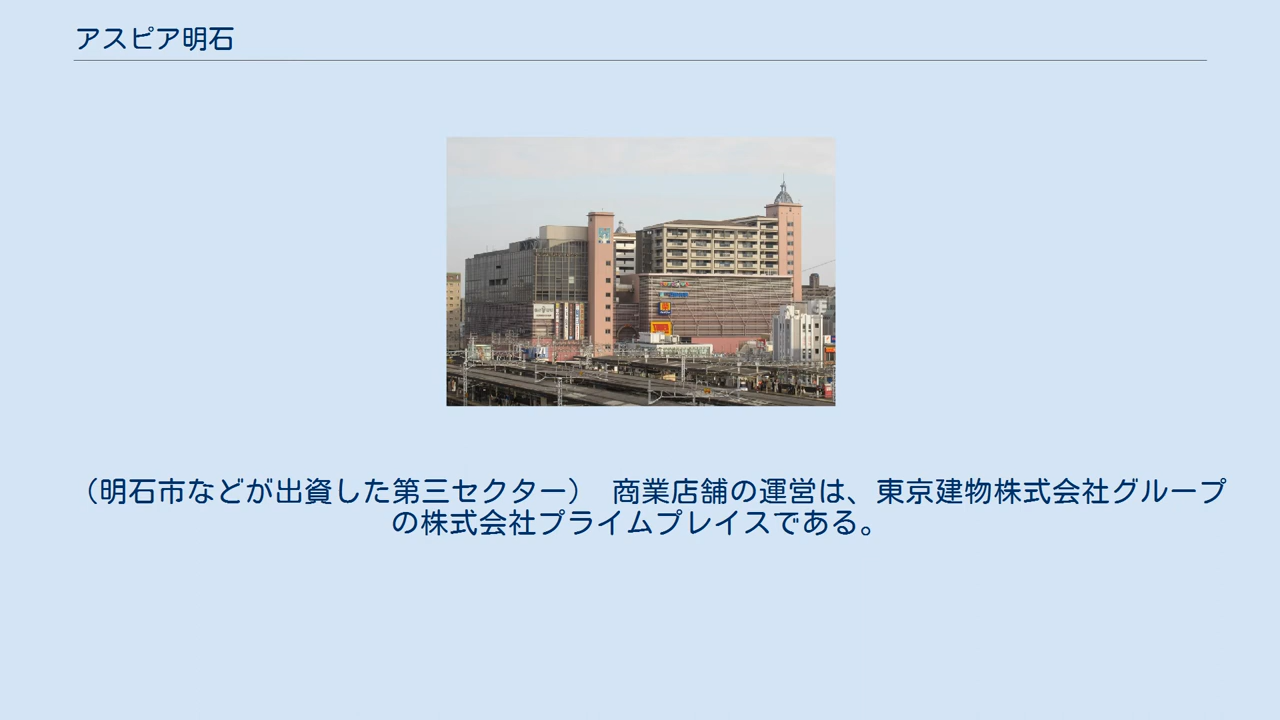 アスピア明石
（明石市などが出資した第三セクター）　商業店舗の運営は、東京建物株式会社グループ
の株式会社プライムプレイスである。